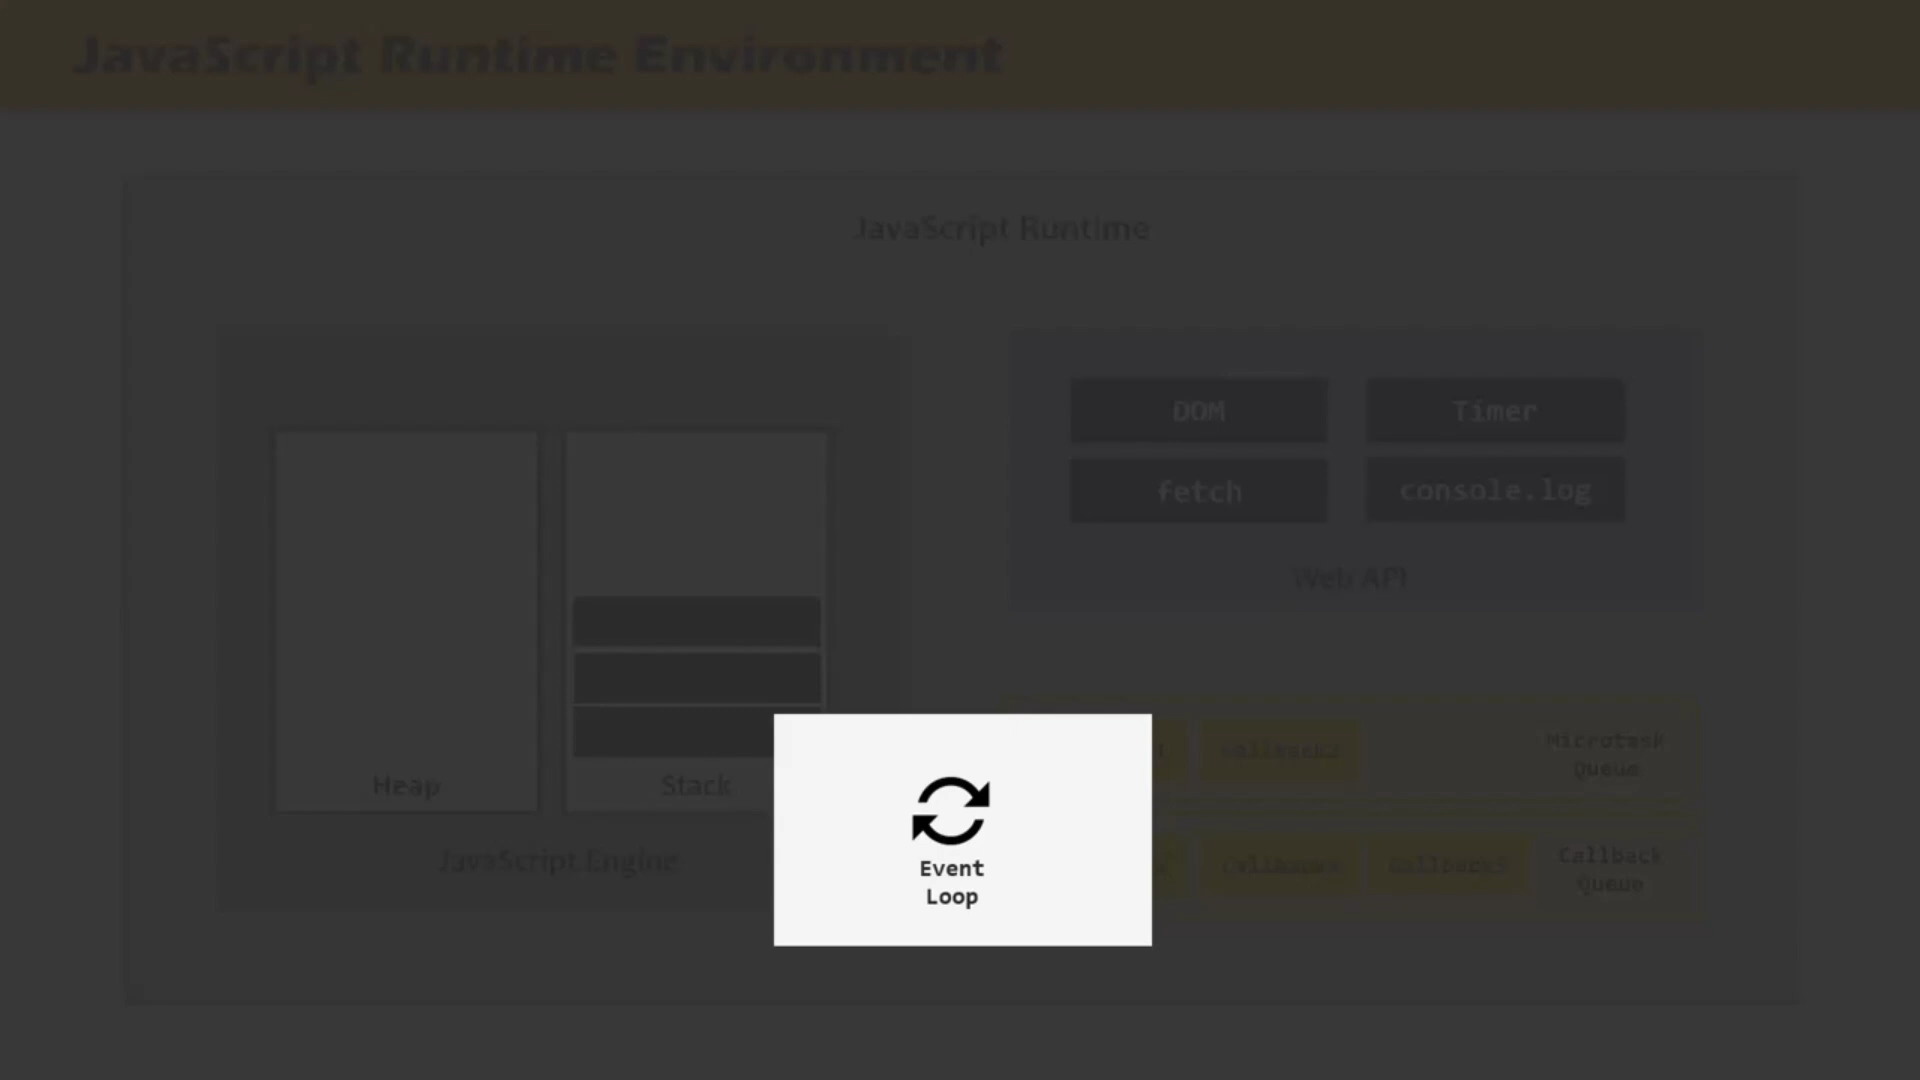 JavaScript Runtime Environment
JavaScript Runtime
DOM
Timer
fetch
console.log
Web API
Heap
Stack
JavaScript Engine
Microtask
Queue
Callback5
Callback
Queue
Event
Loop